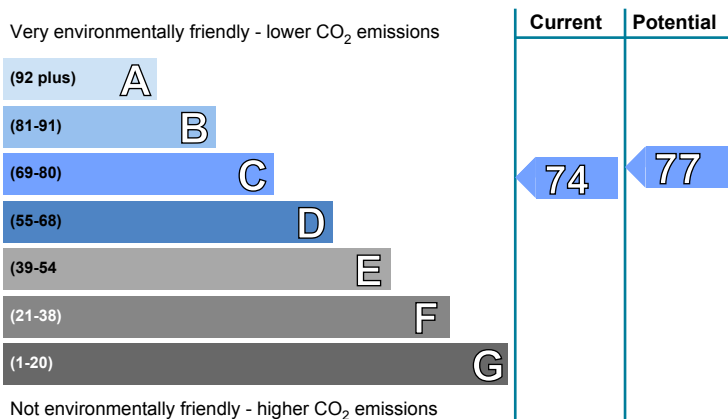 Very environmentally friendly - lower CO2 emissions
Current
Potential
(92 plus) A
(81-91) B
(69-80) C
74
77
(55-68) D
(39-54 E
(21-38) F
(1-20) G
Not environmentally friendly - higher CO2 emissions